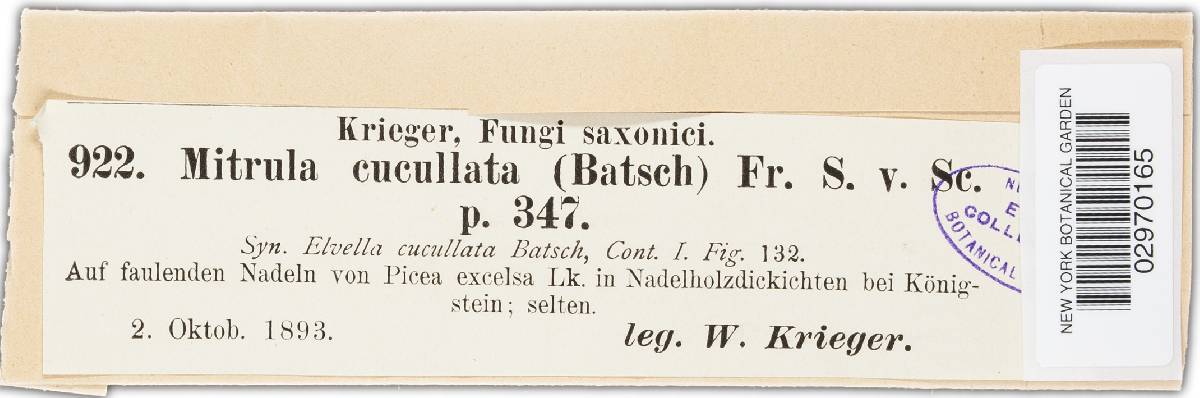 Krieger, Fungi saxonici.
922. Mitrula cucullata (Batsch) Fr. S. v. Sc.
p. 347.
Syn. Elvella cucullata Batsch, Cont. I. Fig. 132.
Auf faulenden Nadeln von Picea excelsa Lk. in Nadelholzdickichten bei König-
stein; selten.
2. Oktob. 1893.
leg. W. Krieger.
BOTANICAL
NEW YORK BOTANICAL GARDEN
02970165